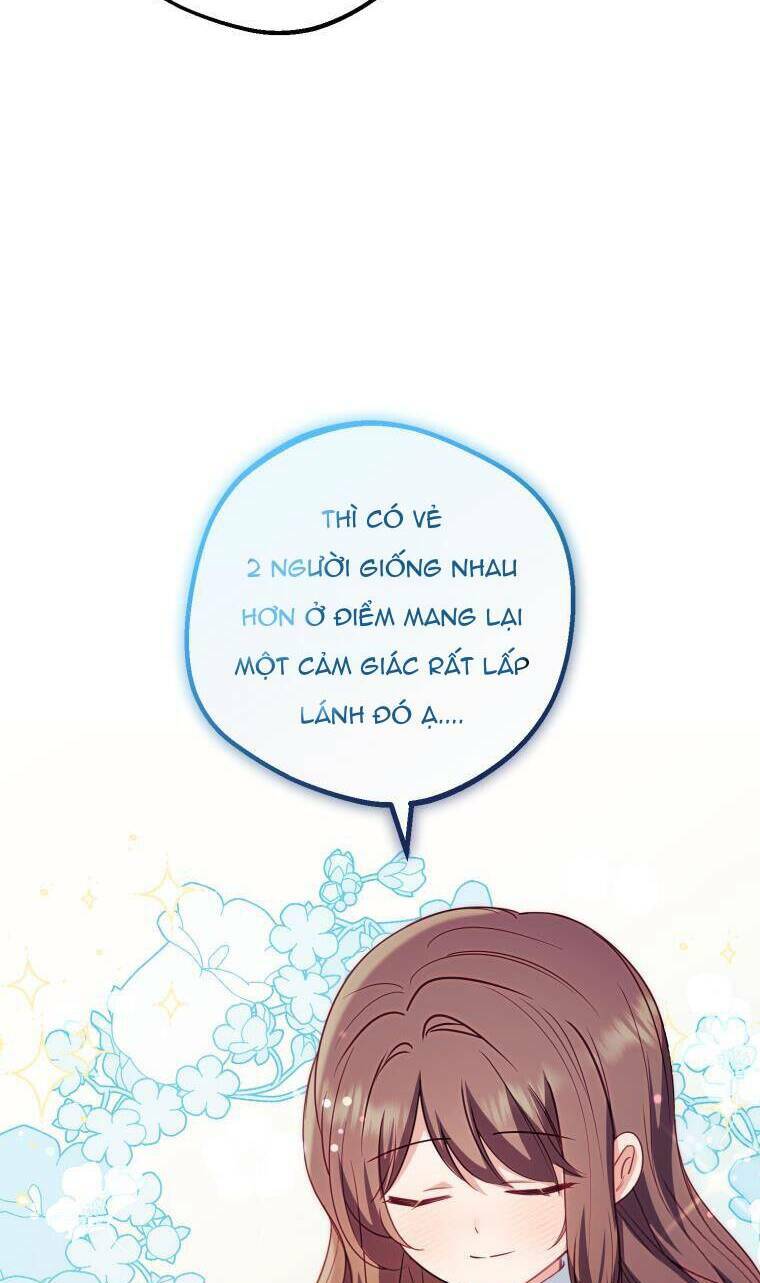 THÌ CÓ VẺ
2 NGƯỜI GIỐNG NHAU
HƠN Ở ĐIỂM MANG LẠI
MỘT CẢM GIÁC RẤT LẤP
LÁNH ĐÓ Ạ....